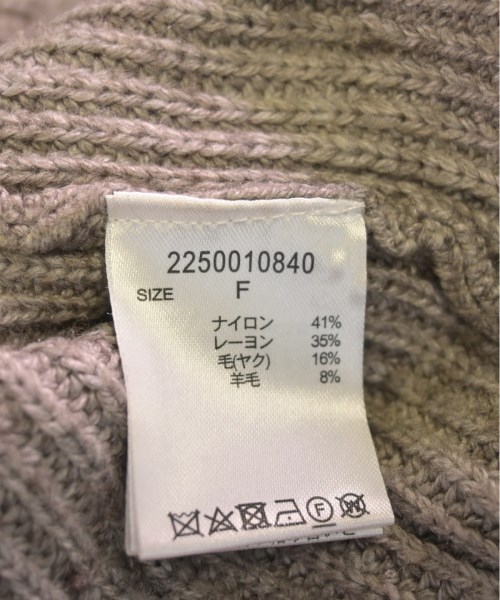 2250010840
SIZE F
ナイロン 41%
レーヨン 35%
毛(ヤク) 16%
羊毛 8%